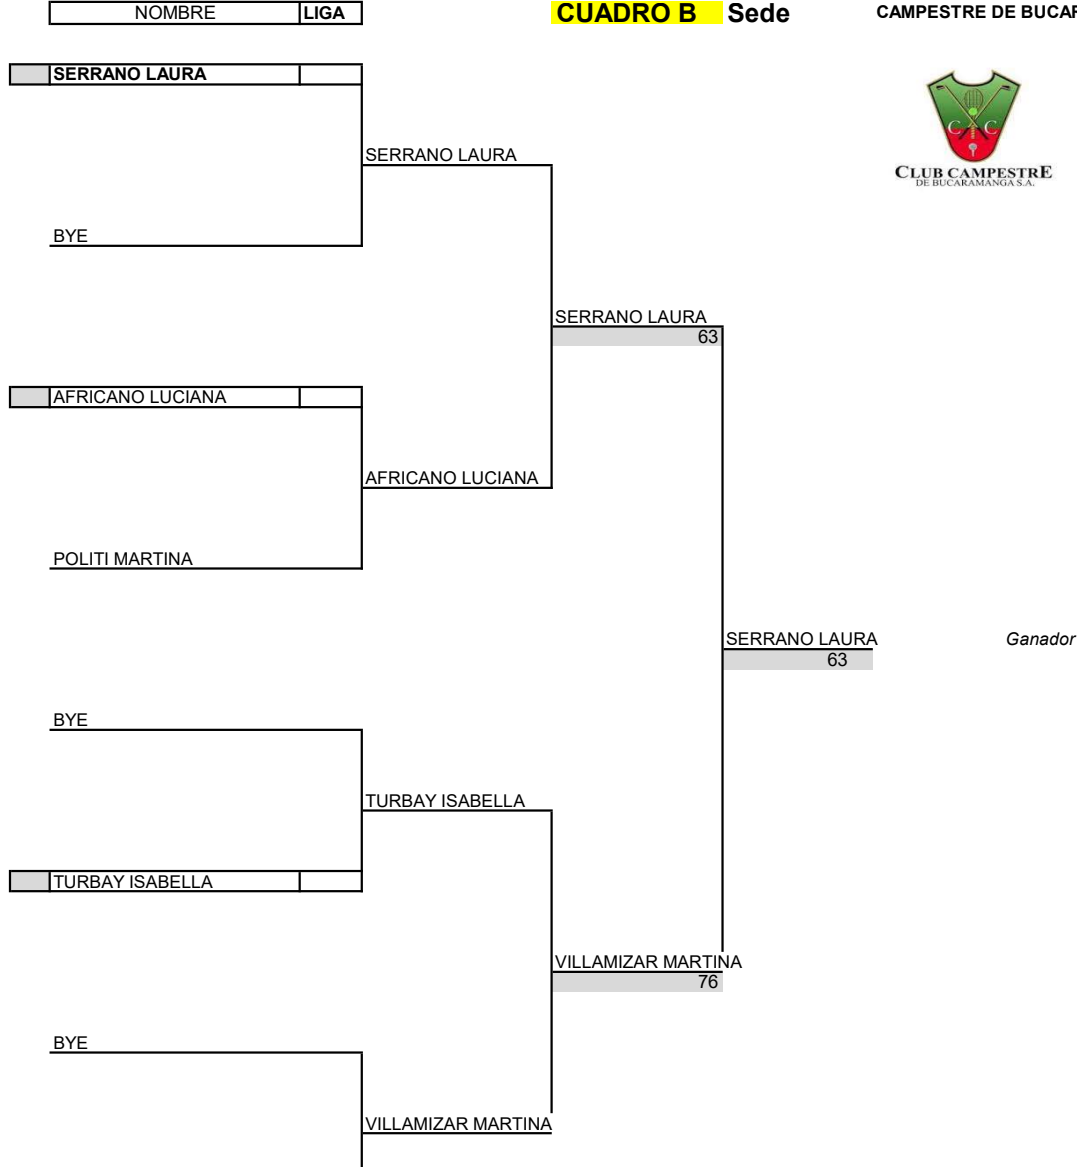 NOMBRE LIGA CUADRO B Sede CAMPESTRE DE BUCAR
SERRANO LAURA
C C
CLUB CAMPESTRE
DE BUCARAMANGA S.A.
SERRANO LAURA
BYE
SERRANO LAURA
63
AFRICANO LUCIANA
AFRICANO LUCIANA
POLITI MARTINA
SERRANO LAURA Ganador
63
BYE
TURBAY ISABELLA
TURBAY ISABELLA
VILLAMIZAR MARTINA
76
BYE
VILLAMIZAR MARTINA